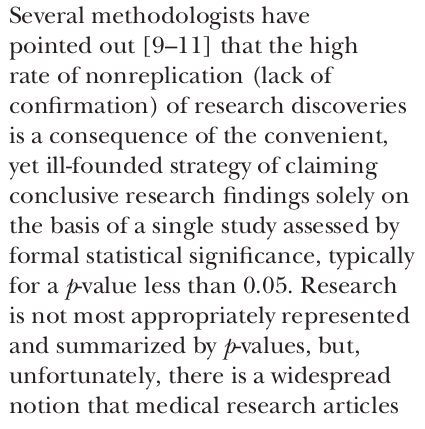 Several methodologists have
pointed out [9–11] that the high
rate of nonreplication (lack of
confirmation) of research discoveries
is a consequence of the convenient,
yet ill-founded strategy of claiming
conclusive research findings solely on
the basis of a single study assessed by
formal statistical significance, typically
for a p-value less than 0.05. Research
is not most appropriately represented
and summarized by p-values, but,
unfortunately, there is a widespread
notion that medical research articles